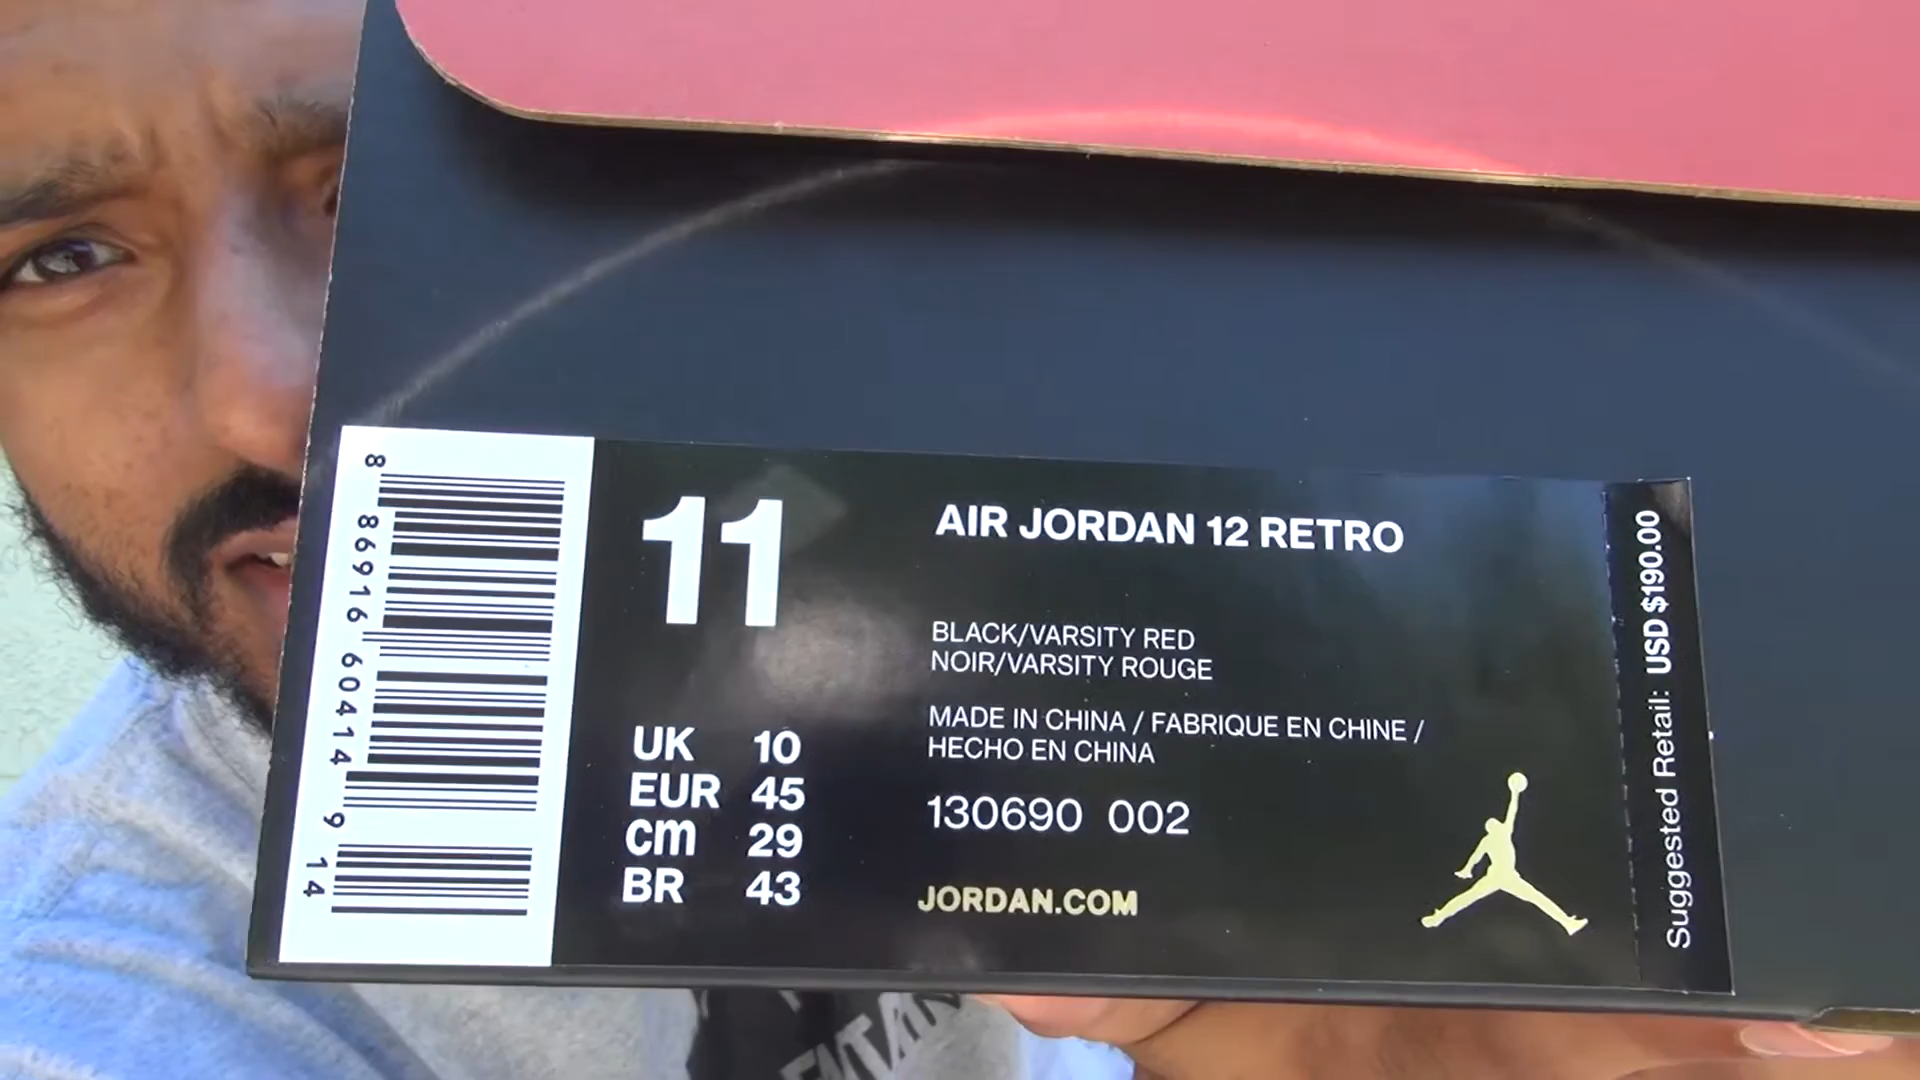 8 86916 60414 9 14
11
AIR JORDAN 12 RETRO
BLACK/VARSITY RED
NOIR/VARSITY ROUGE
MADE IN CHINA / FABRIQUE EN CHINE /
HECHO EN CHINA
UK 10
EUR 45
cm 29
BR 43
130690 002
JORDAN.COM
Suggested Retail: USD $190.00